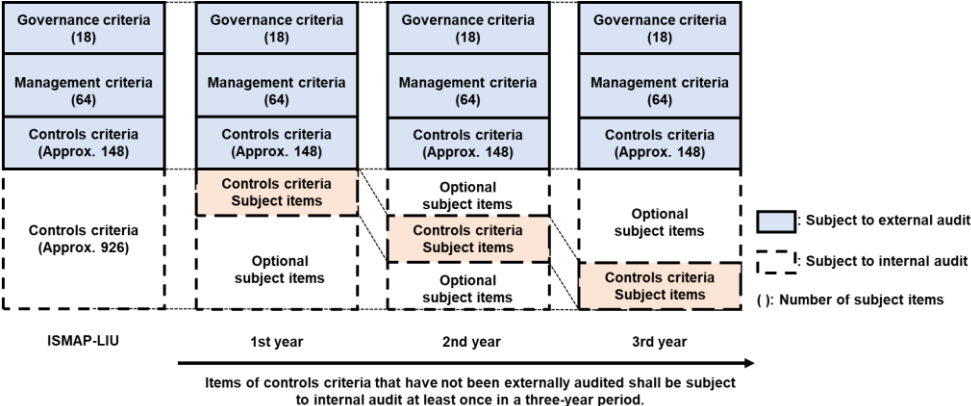 Governance criteria
(18)
Management criteria
(64)
Controls criteria
(Approx. 148)
Controls criteria
(Approx. 926)
ISMAP-LIU
Governance criteria
(18)
Management criteria
(64)
Controls criteria
(Approx. 148)
Controls criteria
Subject items
Optional
subject items
1st year
Governance criteria
(18)
Management criteria
(64)
Controls criteria
(Approx. 148)
Optional
subject items
Controls criteria
Subject items
Optional
subject items
2nd year
Governance criteria
(18)
Management criteria
(64)
Controls criteria
(Approx. 148)
Optional
subject items
Controls criteria
Subject items
3rd year
: Subject to external audit
: Subject to internal audit
( ): Number of subject items
Items of controls criteria that have not been externally audited shall be subject
to internal audit at least once in a three-year period.